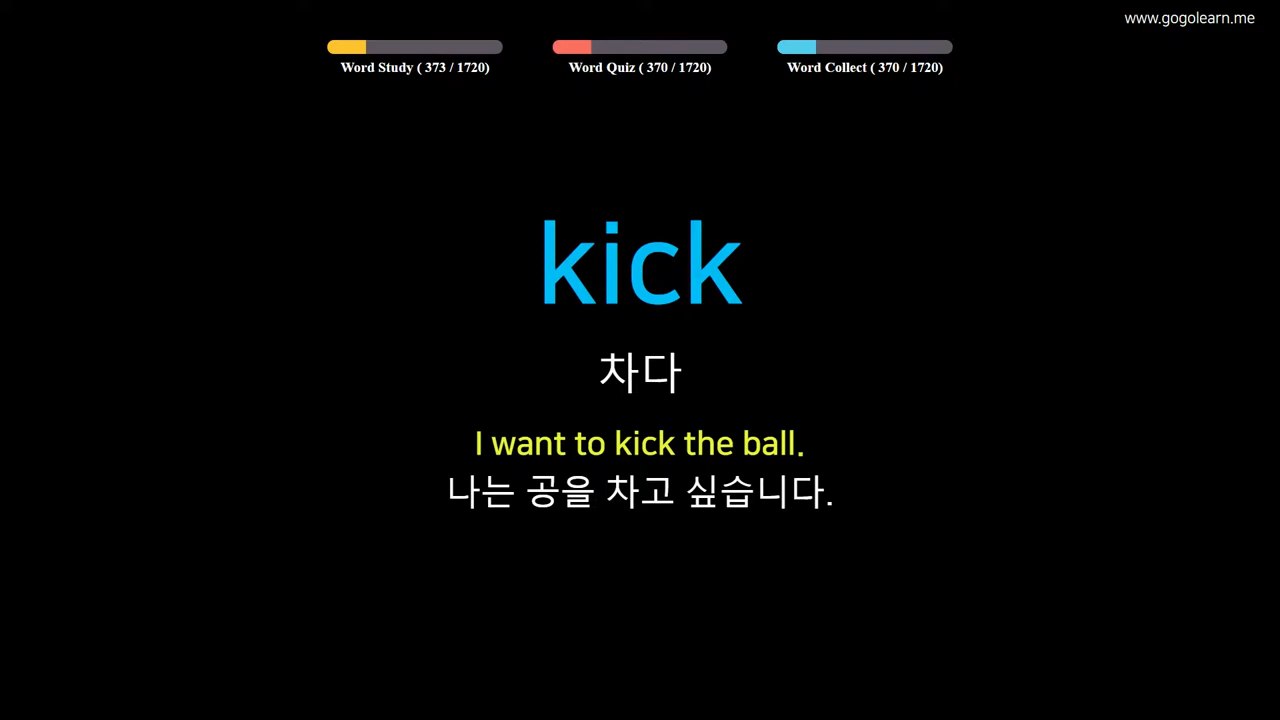 www.gogolearn.me
Word Study ( 373 / 1720)
Word Quiz ( 370 / 1720)
Word Collect ( 370 / 1720)
kick
차다
I want to kick the ball.
나는 공을 차고 싶습니다.